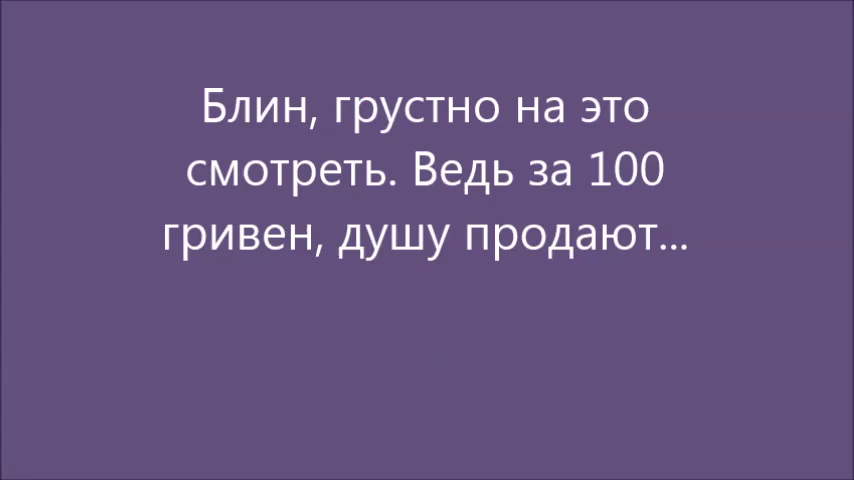 Блин, грустно на это
смотреть. Ведь за 100
гривен, душу продают...